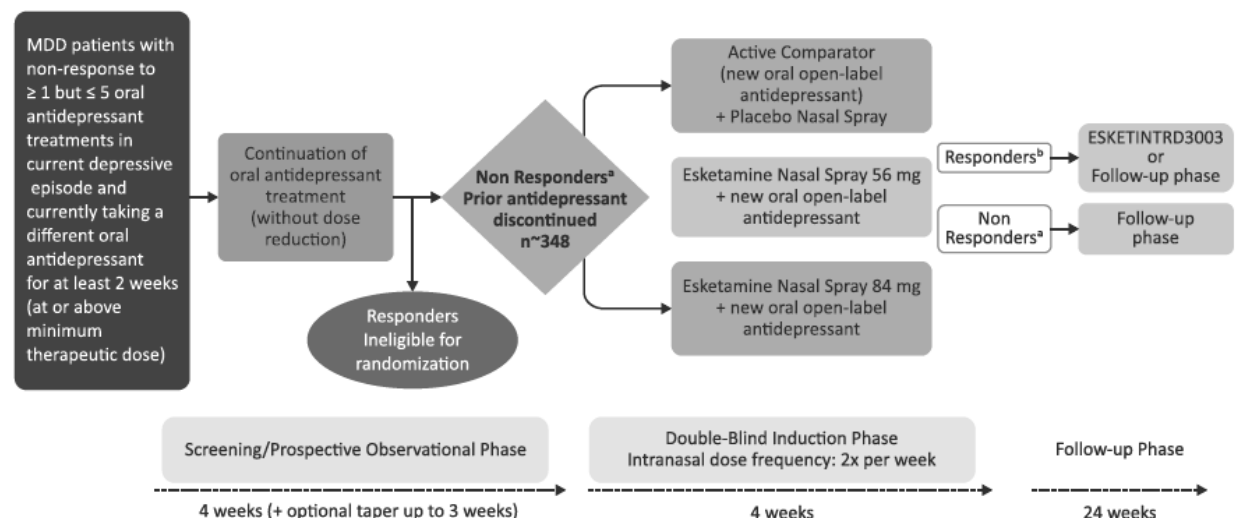 MDD patients with
non-response to
≥ 1 but ≤ 5 oral
antidepressant
treatments in
current depressive
episode and
currently taking a
different oral
antidepressant
for at least 2 weeks
(at or above
minimum
therapeutic dose)
Continuation of
oral antidepressant
treatment
(without dose
reduction)
Responders
Ineligible for
randomization
Non Respondersᵃ
Prior antidepressant
discontinued
n~348
Active Comparator
(new oral open-label
antidepressant)
+ Placebo Nasal Spray
Esketamine Nasal Spray 56 mg
+ new oral open-label
antidepressant
Esketamine Nasal Spray 84 mg
+ new oral open-label
antidepressant
Respondersᵇ
ESKETINTRD3003
or
Follow-up phase
Non
Respondersᵃ
Follow-up
phase
Screening/Prospective Observational Phase
4 weeks (+ optional taper up to 3 weeks)
Double-Blind Induction Phase
Intranasal dose frequency: 2x per week
4 weeks
Follow-up Phase
24 weeks